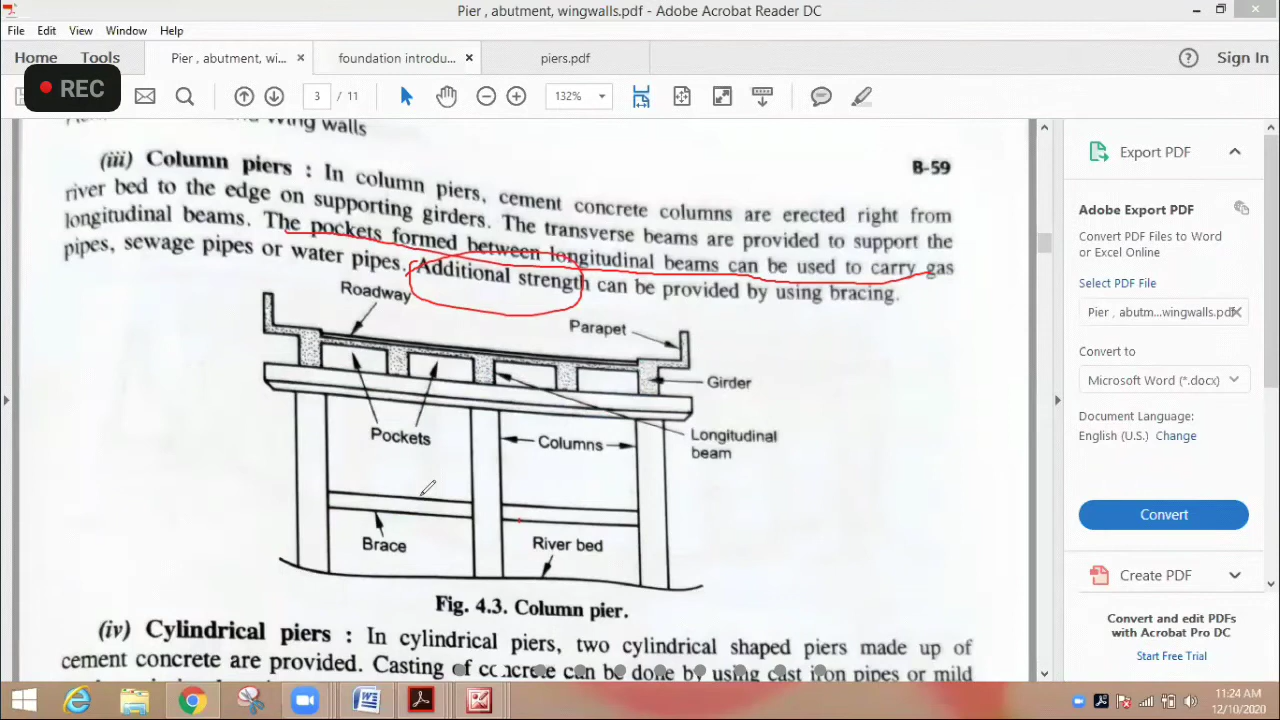 Pier , abutment, wingwalls.pdf - Adobe Acrobat Reader DC
File Edit View Window Help
Home Tools Pier , abutment, wi... × foundation introdu... × piers.pdf Sign In
REC
3 / 11 132%
wing walls
B-59
(iii) Column piers : In column piers, cement concrete columns are erected right from
river bed to the edge on supporting girders. The transverse beams are provided to support the
longitudinal beams. The pockets formed between longitudinal beams can be used to carry gas
pipes, sewage pipes or water pipes. Additional strength can be provided by using bracing.
Roadway
Parapet
Girder
Pockets
Columns
Longitudinal
beam
Brace
River bed
Fig. 4.3. Column pier.
(iv) Cylindrical piers : In cylindrical piers, two cylindrical shaped piers made up of
cement concrete are provided. Casting of concrete can be done by using cast iron pipes or mild
Export PDF
Adobe Export PDF
Convert PDF Files to Word
or Excel Online
Select PDF File
Pier , abutm...wingwalls.pdf
Convert to
Microsoft Word (*.docx)
Document Language:
English (U.S.) Change
Convert
Create PDF
Convert and edit PDFs
with Acrobat Pro DC
Start Free Trial
11:24 AM
12/10/2020